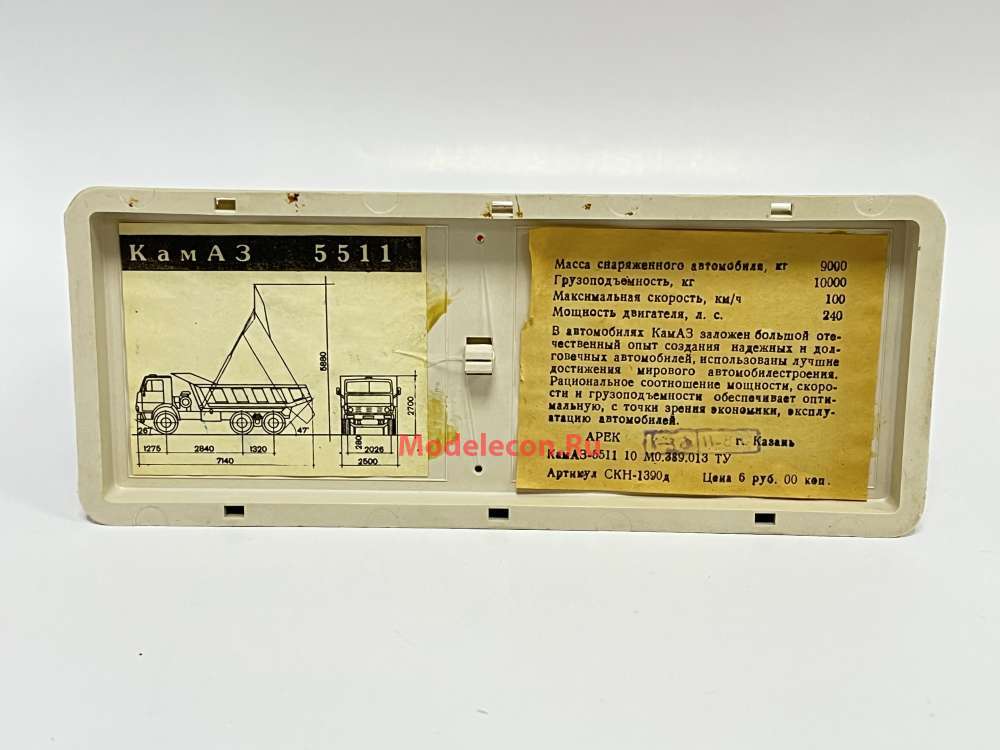 КамАЗ 5511
5880
2700
267
47°
280
1275 2840 1320 2026
7140 2500
Масса снаряженного автомобиля, кг 9000
Грузоподъемность, кг 10000
Максимальная скорость, км/ч 100
Мощность двигателя, л. с. 240
В автомобилях КамАЗ заложен большой оте-
чественный опыт создания надежных и дол-
говечных автомобилей, использованы лучшие
достижения мирового автомобилестроения.
Рациональное соотношение мощности, скоро-
сти и грузоподъемности обеспечивает опти-
мальную, с точки зрения экономики, эксплу-
атацию автомобилей.
АРЕК г. Казань
КамАЗ-5511 10 М0.389.013 ТУ
Артикул СКН-1390д Цена 6 руб. 00 коп.
Modelecon.Ru